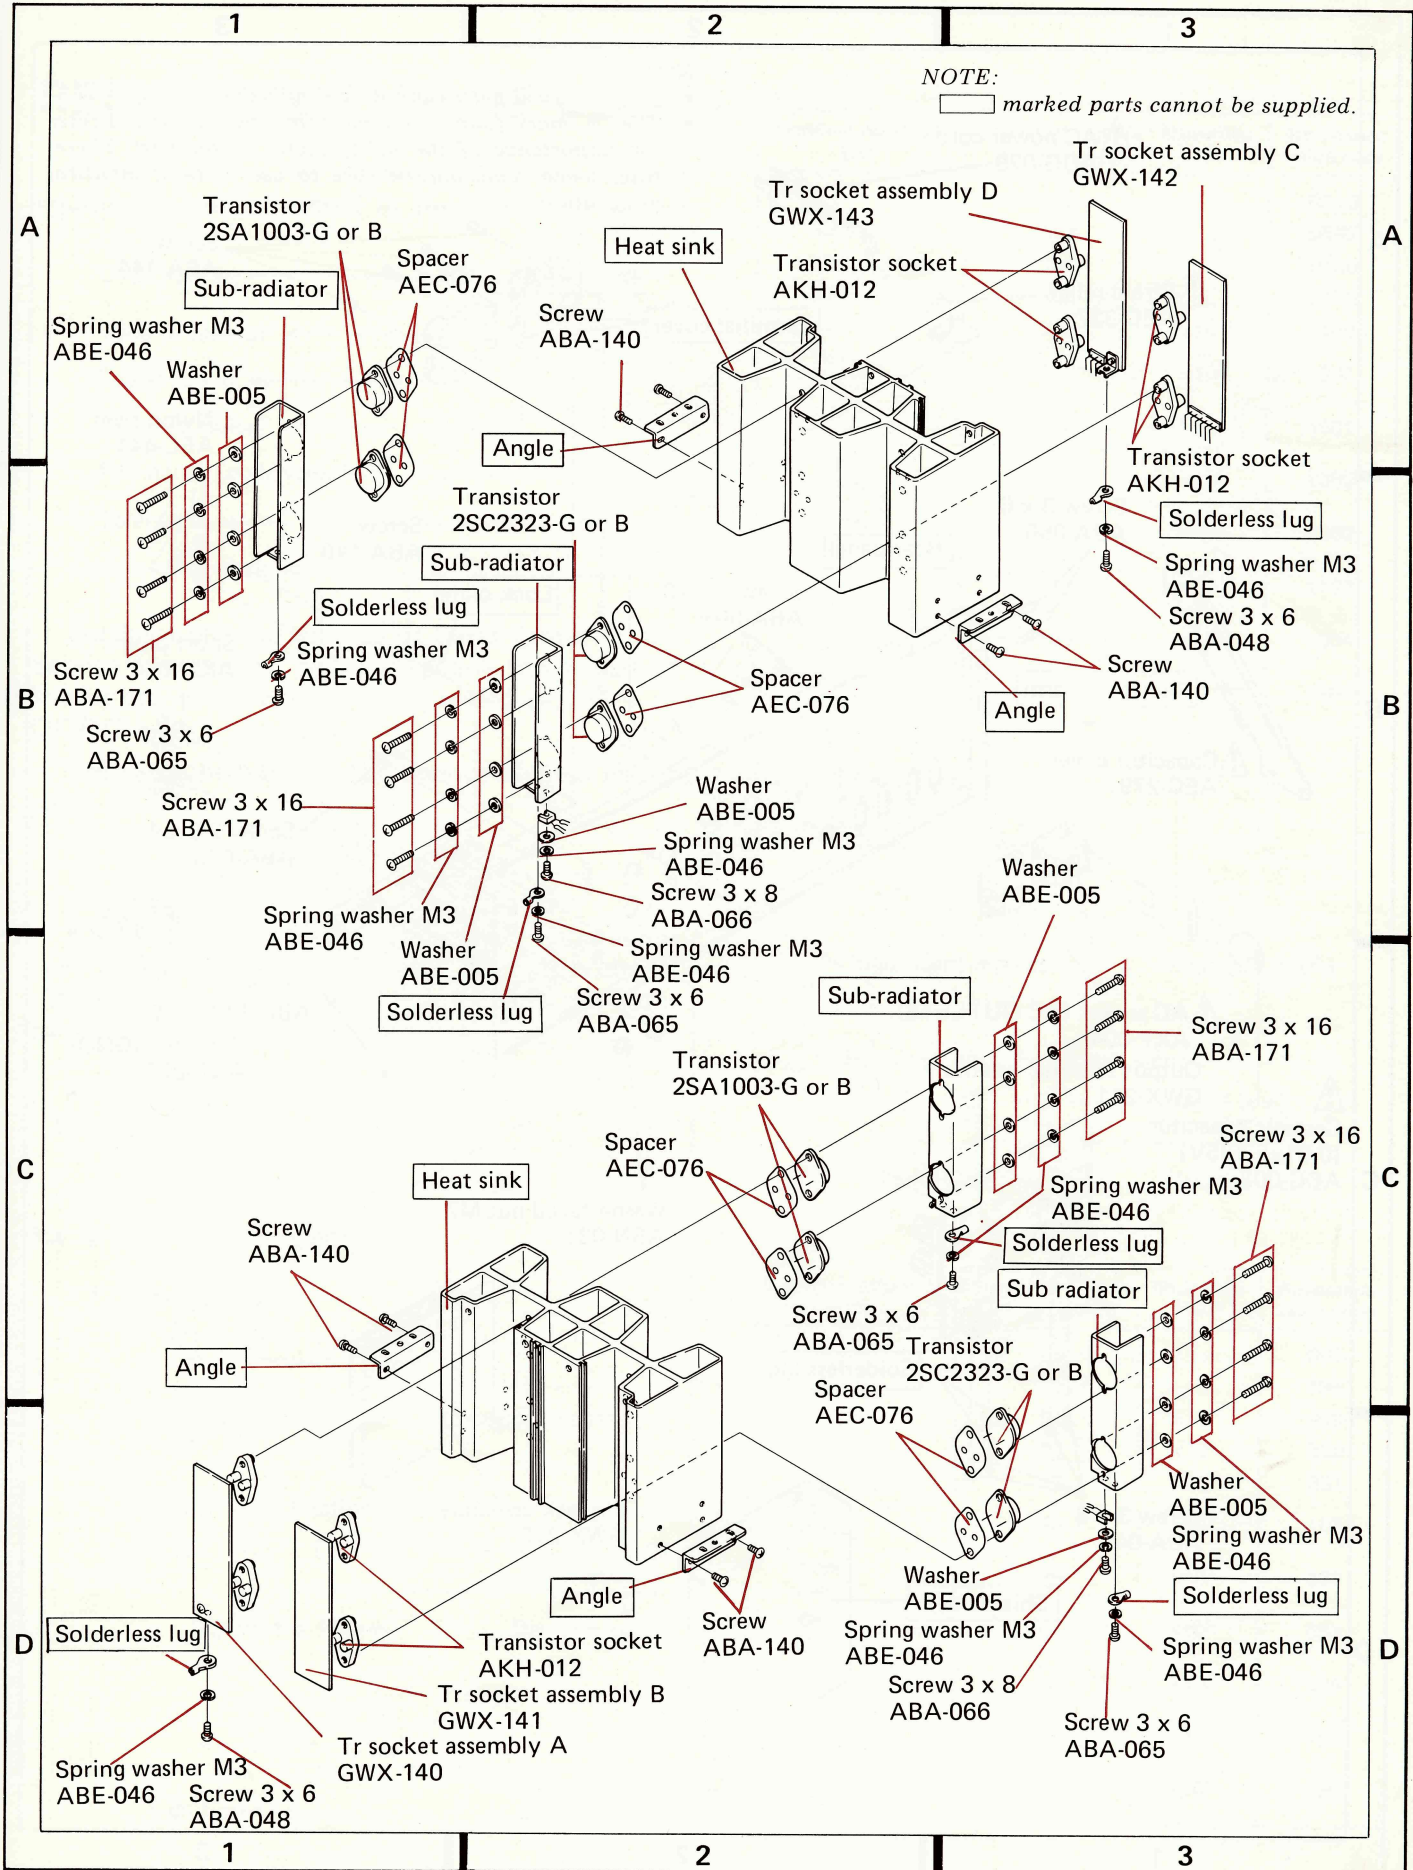 1
2
3
NOTE:
marked parts cannot be supplied.
A
A
Tr socket assembly C
GWX-142
Tr socket assembly D
GWX-143
Transistor socket
AKH-012
Transistor
2SA1003-G or B
Spacer
AEC-076
Heat sink
Sub-radiator
Screw
ABA-140
Spring washer M3
ABE-046
Washer
ABE-005
Angle
Transistor socket
AKH-012
Transistor
2SC2323-G or B
Solderless lug
Sub-radiator
Spring washer M3
ABE-046
Screw 3 x 6
ABA-048
Solderless lug
Spring washer M3
ABE-046
Screw 3 x 16
ABA-171
Spacer
AEC-076
Screw
ABA-140
Angle
B
B
Screw 3 x 6
ABA-065
Screw 3 x 16
ABA-171
Washer
ABE-005
Spring washer M3
ABE-046
Screw 3 x 8
ABA-066
Washer
ABE-005
Spring washer M3
ABE-046
Washer
ABE-005
Spring washer M3
ABE-046
Solderless lug
Screw 3 x 6
ABA-065
Sub-radiator
Screw 3 x 16
ABA-171
Transistor
2SA1003-G or B
Spacer
AEC-076
Screw 3 x 16
ABA-171
C
C
Heat sink
Spring washer M3
ABE-046
Screw
ABA-140
Solderless lug
Sub radiator
Screw 3 x 6
ABA-065
Transistor
2SC2323-G or B
Angle
Spacer
AEC-076
Washer
ABE-005
Spring washer M3
ABE-046
Washer
ABE-005
Angle
Solderless lug
Screw
ABA-140
Spring washer M3
ABE-046
Solderless lug
Transistor socket
AKH-012
Spring washer M3
ABE-046
D
D
Screw 3 x 8
ABA-066
Tr socket assembly B
GWX-141
Screw 3 x 6
ABA-065
Tr socket assembly A
GWX-140
Spring washer M3
ABE-046
Screw 3 x 6
ABA-048
1
2
3